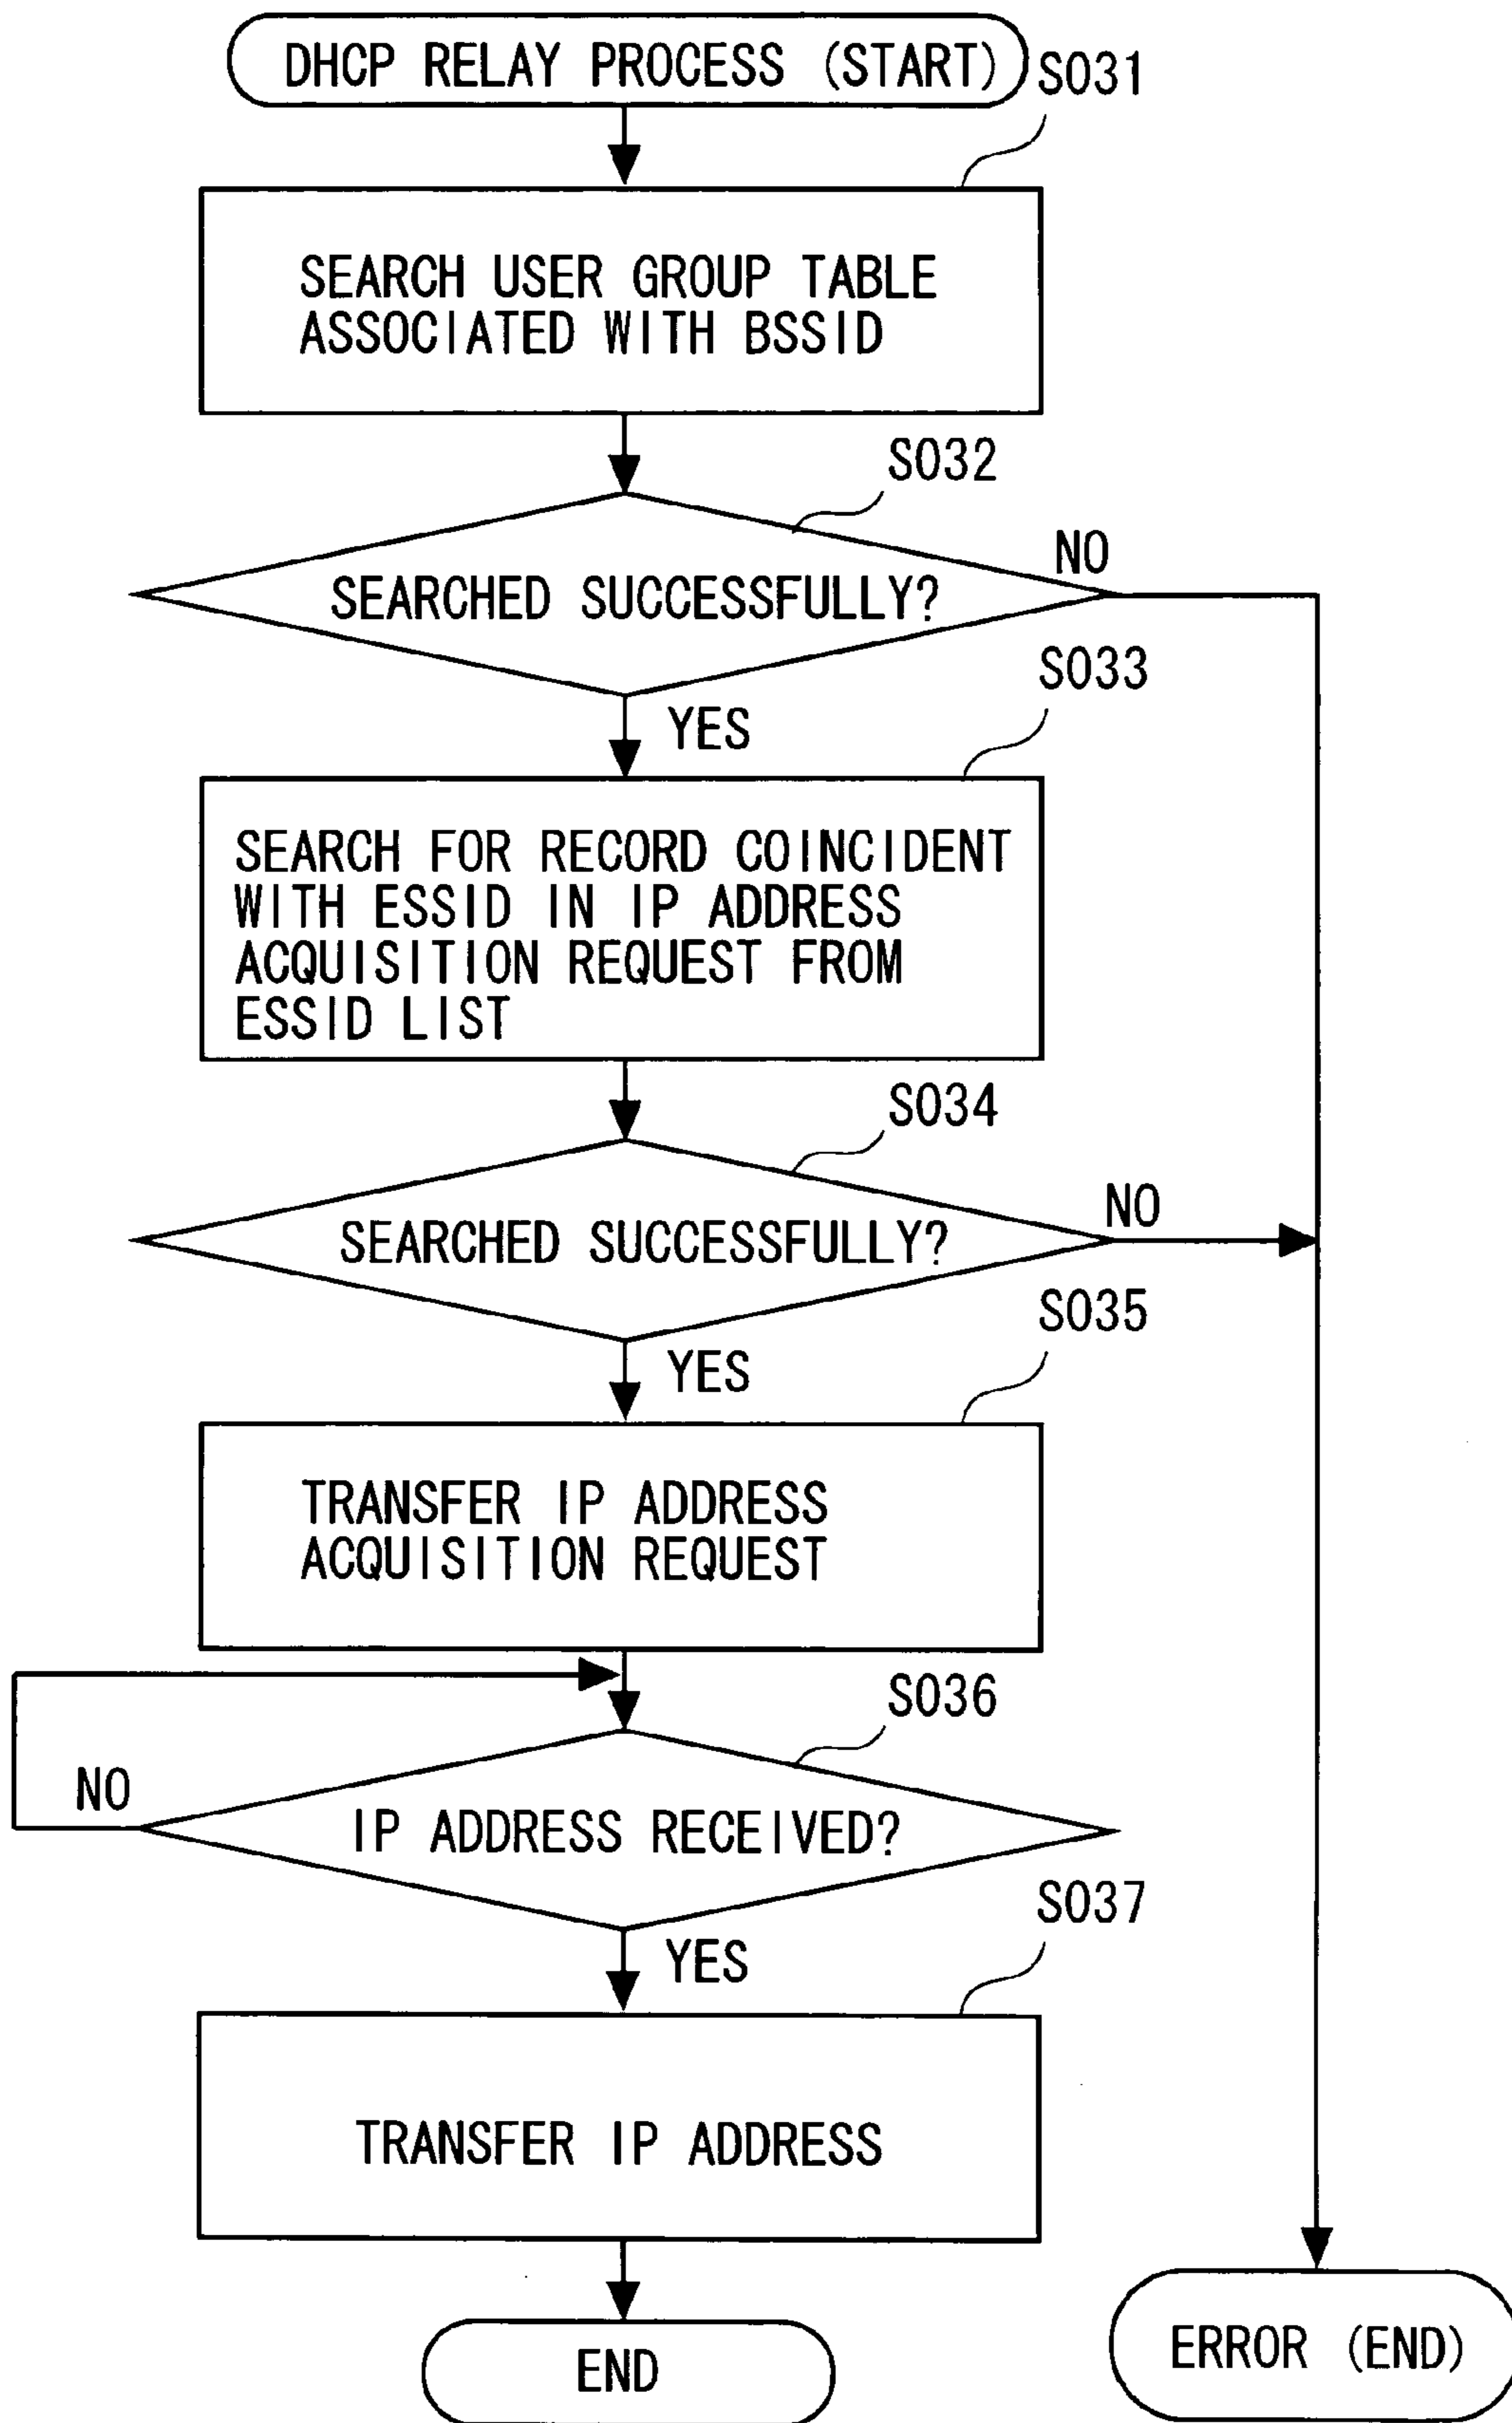 DHCP RELAY PROCESS (START)
S031
SEARCH USER GROUP TABLE
ASSOCIATED WITH BSSID
S032
SEARCHED SUCCESSFULLY?
NO
YES
S033
SEARCH FOR RECORD COINCIDENT
WITH ESSID IN IP ADDRESS
ACQUISITION REQUEST FROM
ESSID LIST
S034
SEARCHED SUCCESSFULLY?
NO
YES
S035
TRANSFER IP ADDRESS
ACQUISITION REQUEST
S036
NO
IP ADDRESS RECEIVED?
YES
S037
TRANSFER IP ADDRESS
END
ERROR (END)